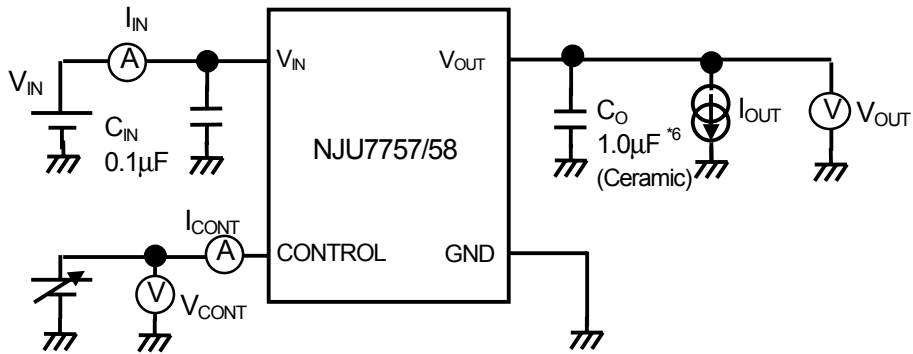 I_IN
A
V_IN
C_IN
0.1μF
V_IN
V_OUT
NJU7757/58
C_O
1.0μF *6
(Ceramic)
I_OUT
V
V_OUT
I_CONT
A
CONTROL
GND
V
V_CONT